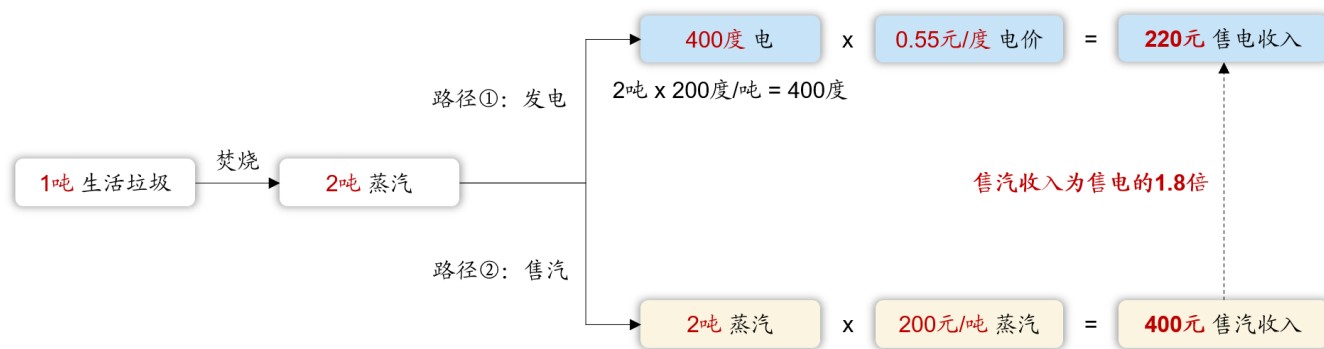 400度 电 x 0.55元/度 电价 = 220元 售电收入
路径①：发电
2吨 x 200度/吨 = 400度
1吨 生活垃圾
焚烧
2吨 蒸汽
售汽收入为售电的1.8倍
路径②：售汽
2吨 蒸汽 x 200元/吨 蒸汽 = 400元 售汽收入